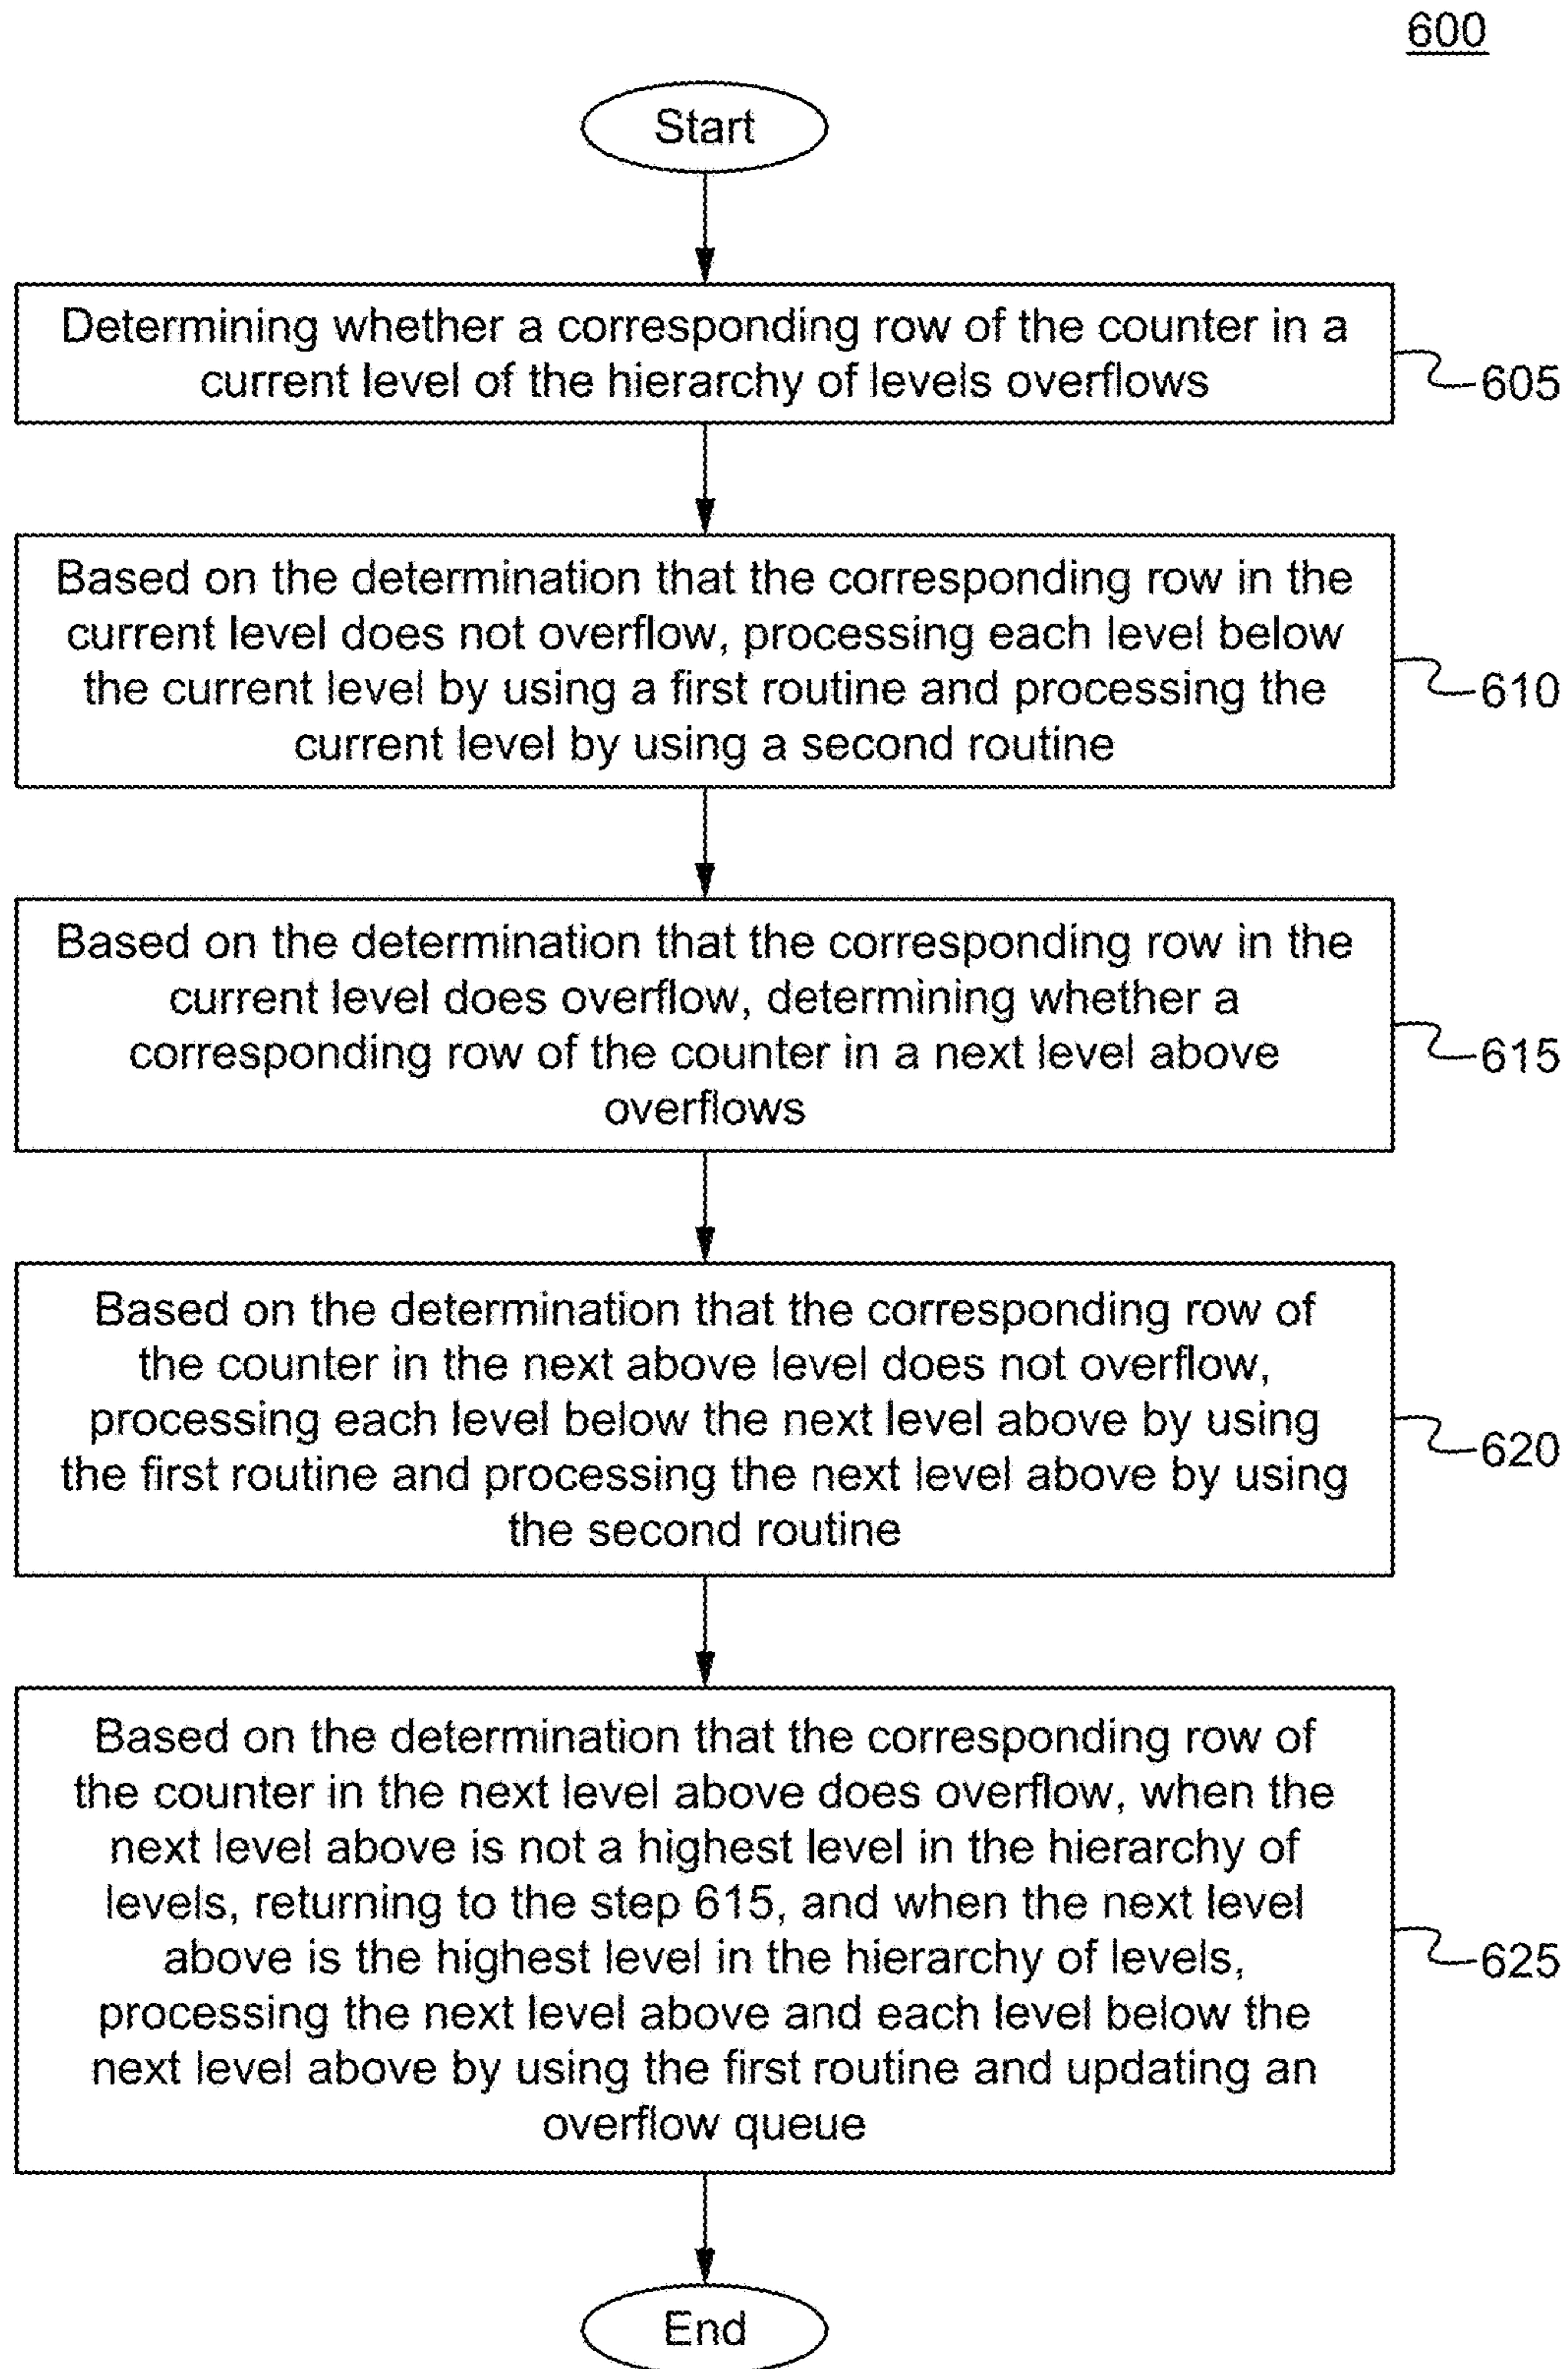 600
Start
Determining whether a corresponding row of the counter in a
current level of the hierarchy of levels overflows
605
Based on the determination that the corresponding row in the
current level does not overflow, processing each level below
the current level by using a first routine and processing the
current level by using a second routine
610
Based on the determination that the corresponding row in the
current level does overflow, determining whether a
corresponding row of the counter in a next level above
overflows
615
Based on the determination that the corresponding row of
the counter in the next above level does not overflow,
processing each level below the next level above by using
the first routine and processing the next level above by using
the second routine
620
Based on the determination that the corresponding row of
the counter in the next level above does overflow, when the
next level above is not a highest level in the hierarchy of
levels, returning to the step 615, and when the next level
above is the highest level in the hierarchy of levels,
processing the next level above and each level below the
next level above by using the first routine and updating an
overflow queue
625
End